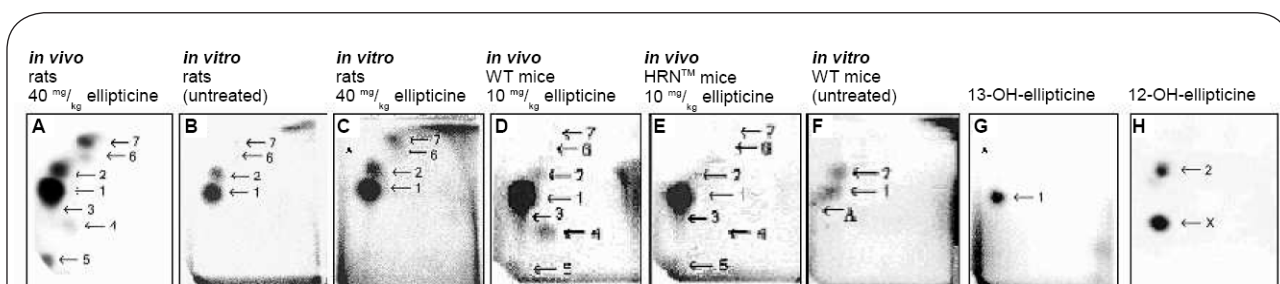 in vivo
rats
40 mg/kg ellipticine
in vitro
rats
(untreated)
in vitro
rats
40 mg/kg ellipticine
in vivo
WT mice
10 mg/kg ellipticine
in vivo
HRN™ mice
10 mg/kg ellipticine
in vitro
WT mice
(untreated)
13-OH-ellipticine
12-OH-ellipticine
A
← 7
← 6
← 2
← 1
← 3
← 4
← 5
B
← 7
← 6
← 2
← 1
C
A
← 7
← 6
← 2
← 1
D
← 7
← 6
← 2
← 1
← 3
← 4
← 5
E
← 7
← 6
← 2
← 1
← 3
← 4
← 5
F
← 2
← 1
← A
G
A
← 1
H
← 2
← X